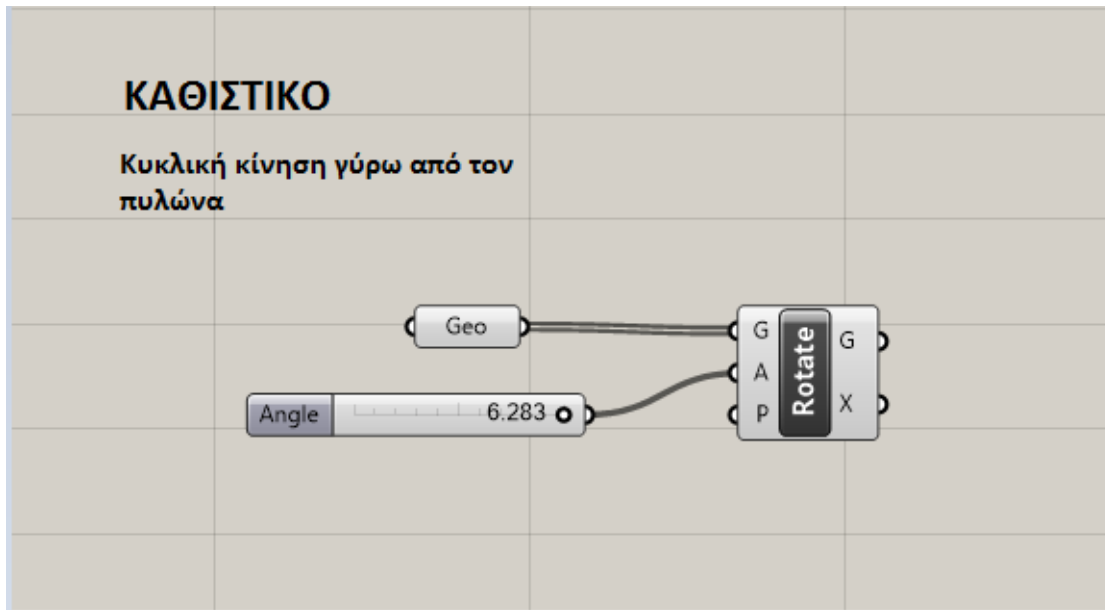 ΚΑΘΙΣΤΙΚΟ
Κυκλική κίνηση γύρω από τον
πυλώνα
Geo
Angle 6.283
G
A
P
Rotate
G
X